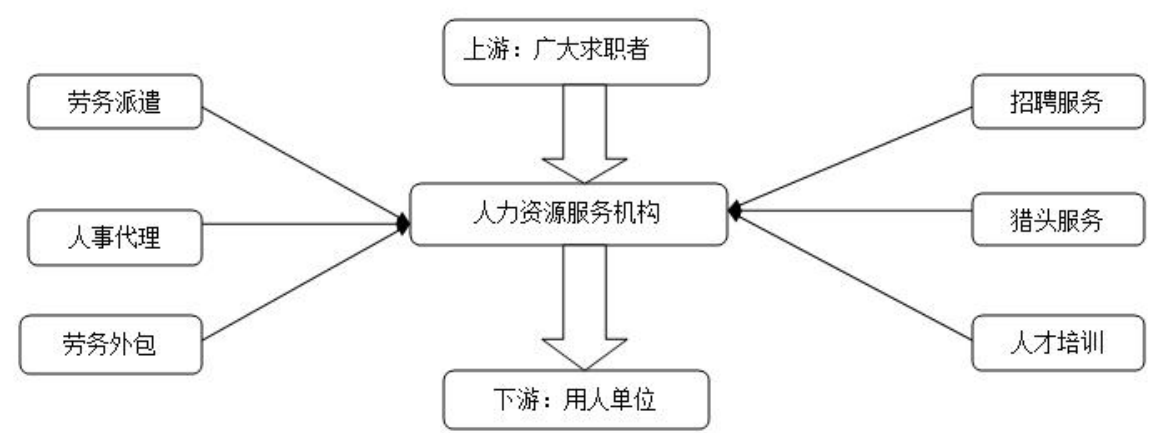 上游：广大求职者
劳务派遣
招聘服务
人力资源服务机构
人事代理
猎头服务
劳务外包
人才培训
下游：用人单位